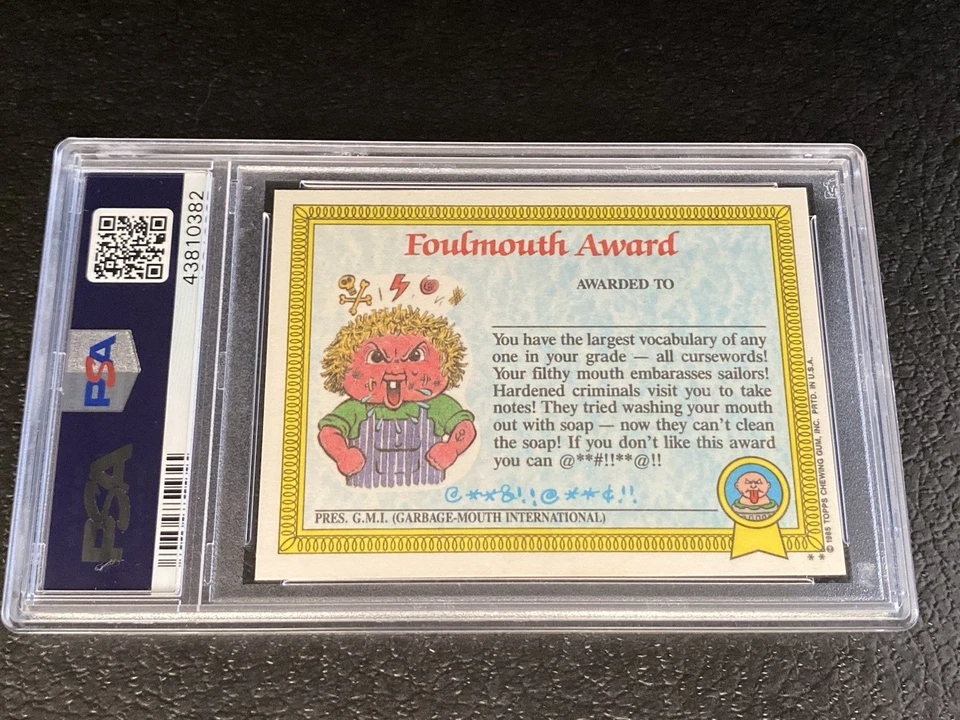 43810382
PSA
PSA
Foulmouth Award
AWARDED TO
You have the largest vocabulary of any
one in your grade — all cursewords!
Your filthy mouth embarasses sailors!
Hardened criminals visit you to take
notes! They tried washing your mouth
out with soap — now they can't clean
the soap! If you don't like this award
you can @**#!!**@!!
@***&!!@***¢!!
PRES. G.M.I. (GARBAGE-MOUTH INTERNATIONAL)
** © 1985 TOPPS CHEWING GUM, INC. PRTD. IN U.S.A.